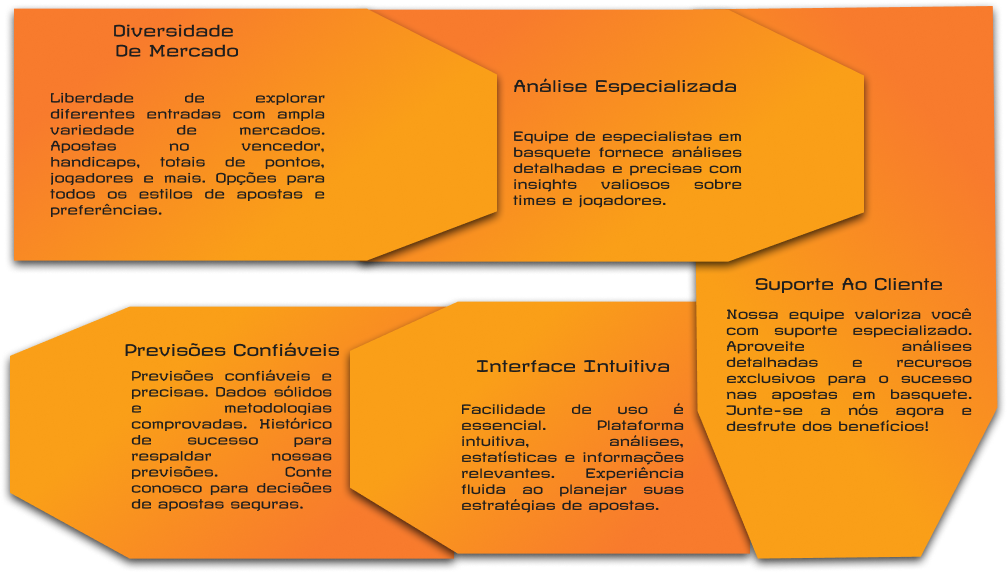 Diversidade
De Mercado
Liberdade de explorar
diferentes entradas com ampla
variedade de mercados.
Apostas no vencedor,
handicaps, totais de pontos,
jogadores e mais. Opções para
todos os estilos de apostas e
preferências.
Análise Especializada
Equipe de especialistas em
basquete fornece análises
detalhadas e precisas com
insights valiosos sobre
times e jogadores.
Suporte Ao Cliente
Nossa equipe valoriza você
com suporte especializado.
Aproveite análises
detalhadas e recursos
exclusivos para o sucesso
nas apostas em basquete.
Junte-se a nós agora e
desfrute dos benefícios!
Interface Intuitiva
Facilidade de uso é
essencial. Plataforma
intuitiva, análises,
estatísticas e informações
relevantes. Experiência
fluida ao planejar suas
estratégias de apostas.
Previsões Confiáveis
Previsões confiáveis e
precisas. Dados sólidos
e metodologias
comprovadas. Histórico
de sucesso para
respaldar nossas
previsões. Conte
conosco para decisões
de apostas seguras.